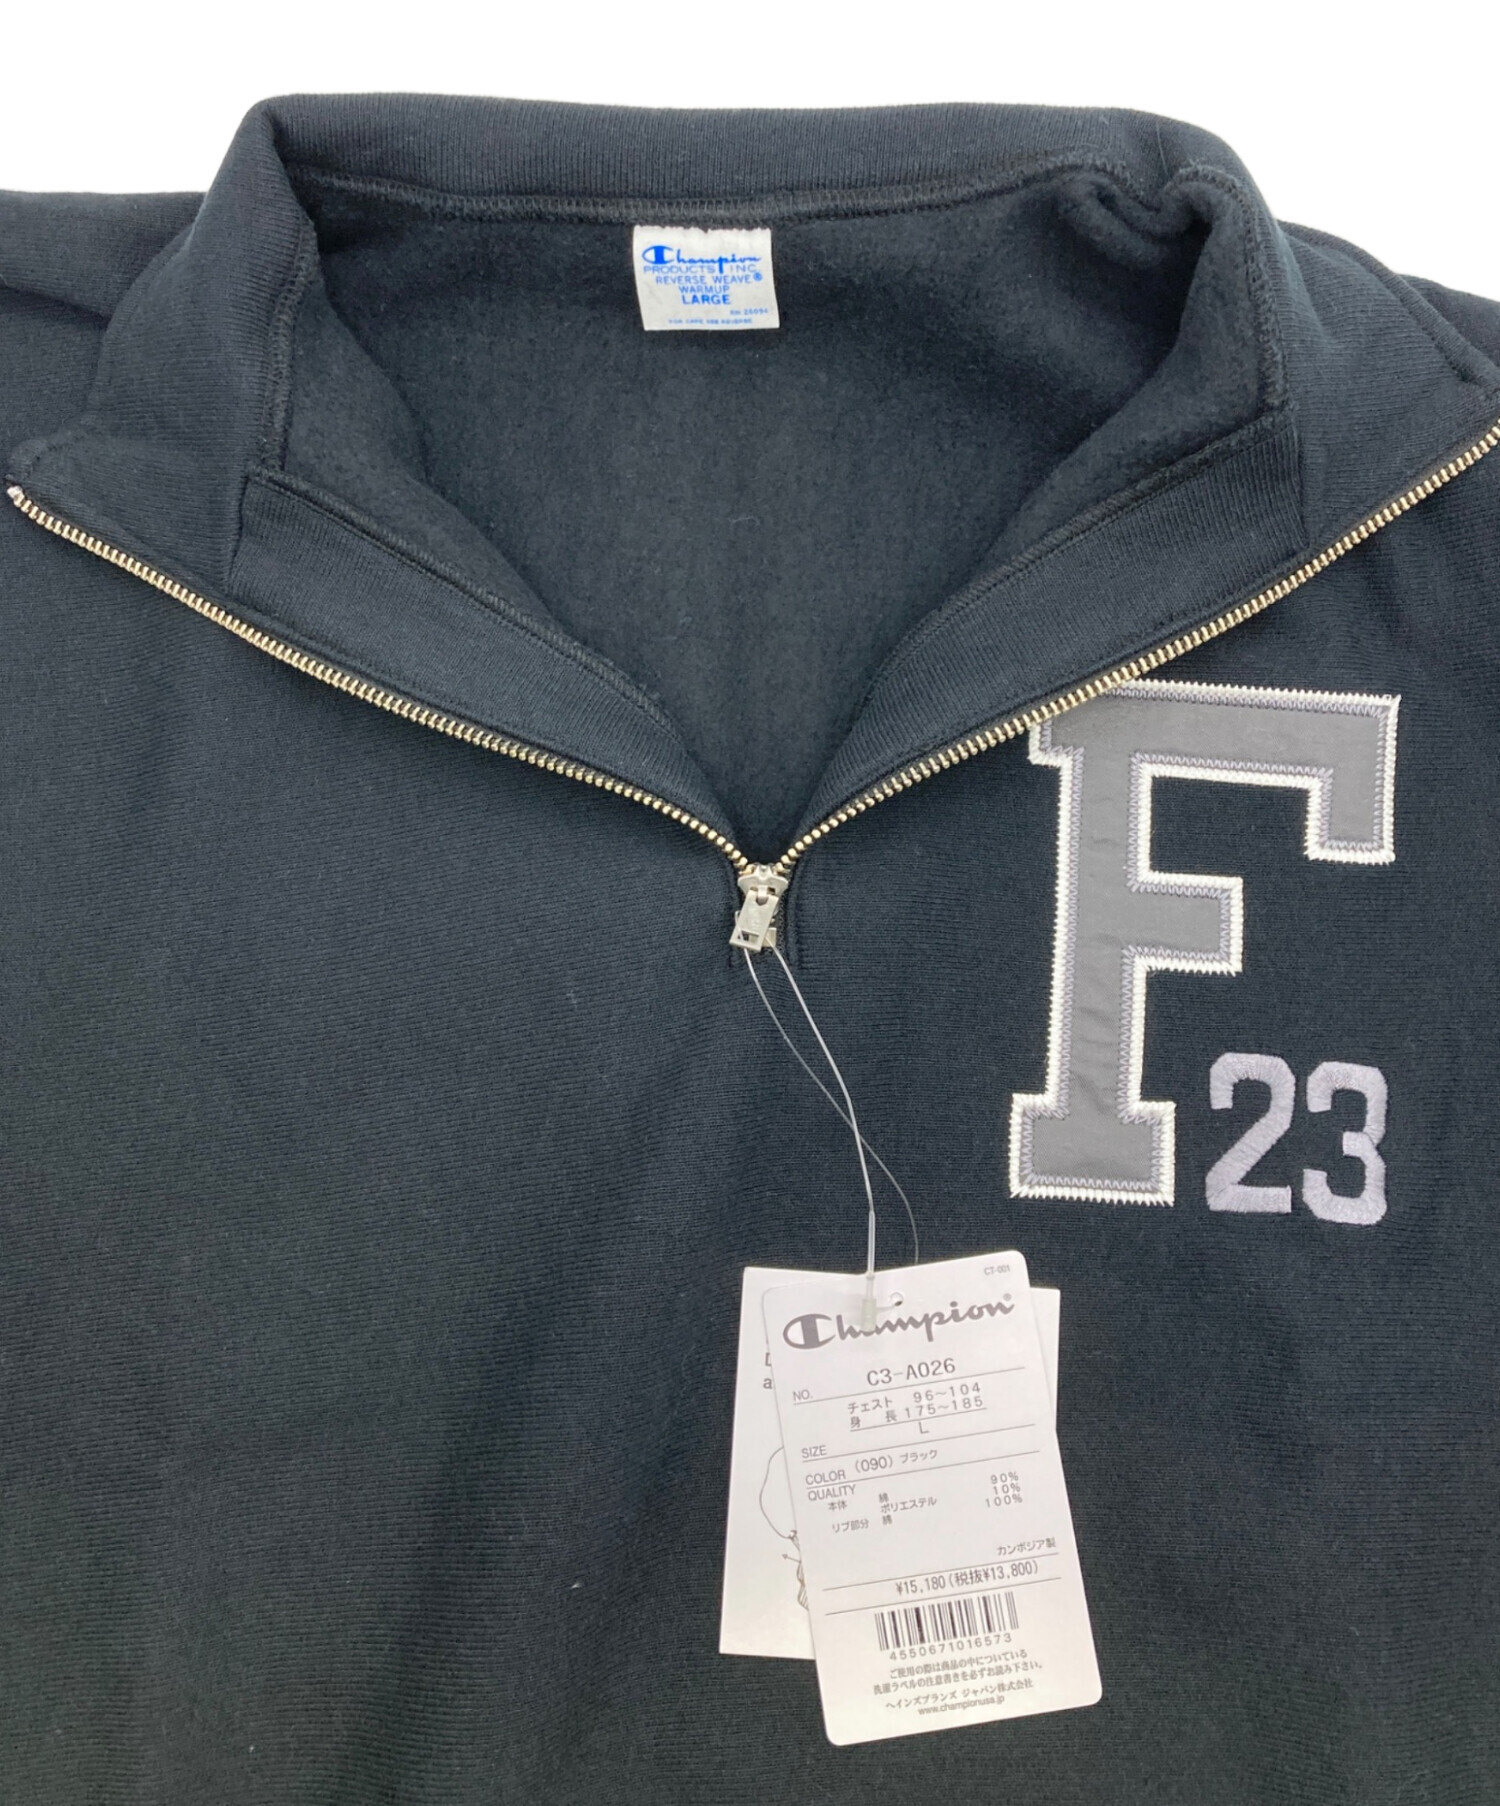 Champion
PRODUCTS INC
REVERSE WEAVE®
WARMUP
LARGE
RN 26094
FOR CARE SEE REVERSE
F
23
CT-001
Champion®
NO. C3-A026
チェスト 96~104
身 長 175~185
SIZE L
COLOR (090) ブラック
QUALITY
本体 綿 90%
ポリエステル 10%
リブ部分 綿 100%
カンボジア製
¥15,180(税抜¥13,800)
4550671016573
ご使用の際は商品の中についている
洗濯ラベルの注意書きを必ずお読み下さい。
ヘインズブランズ ジャパン株式会社
www.championusa.jp